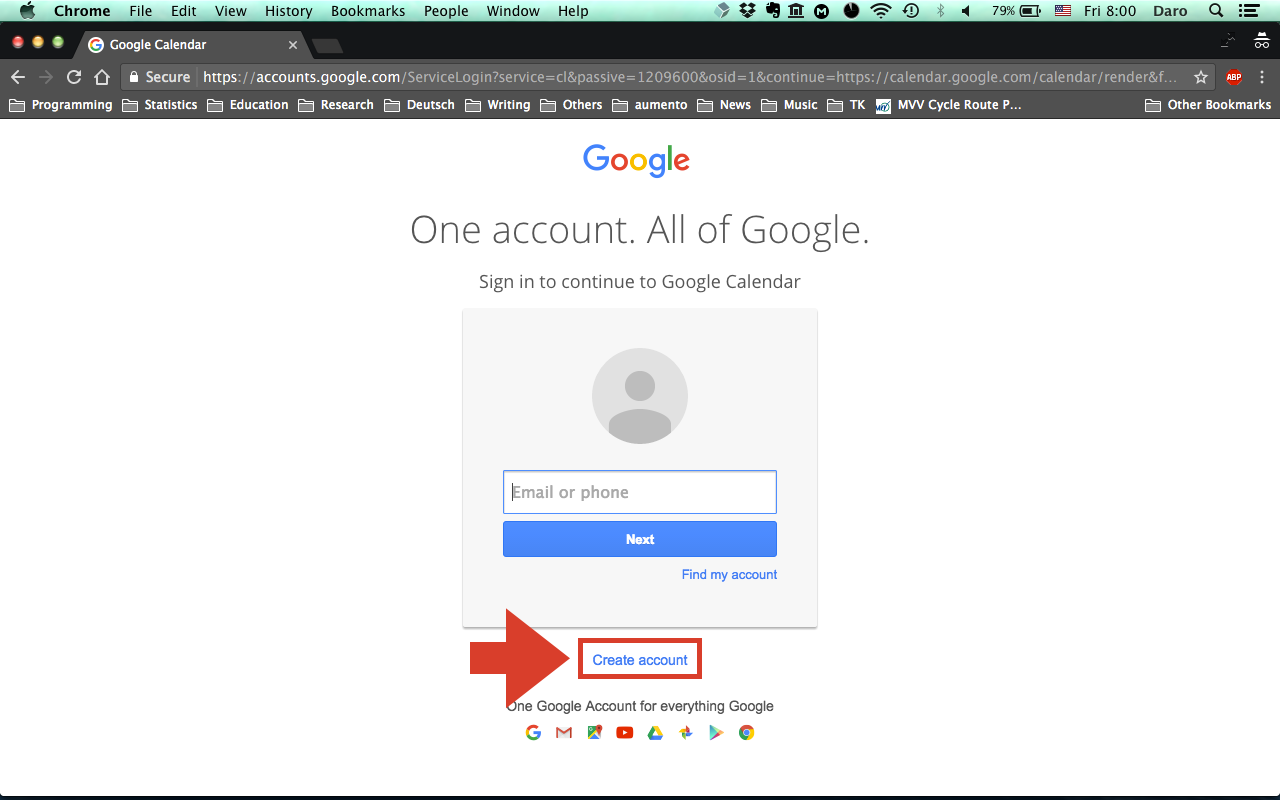 Chrome File Edit View History Bookmarks People Window Help 79% Fri 8:00 Daro
Google Calendar
Secure https://accounts.google.com/ServiceLogin?service=cl&passive=1209600&osid=1&continue=https://calendar.google.com/calendar/render&f...
ABP
Programming Statistics Education Research Deutsch Writing Others aumento News Music TK MVV Cycle Route P... Other Bookmarks
Google
One account. All of Google.
Sign in to continue to Google Calendar
Email or phone
Next
Find my account
Create account
One Google Account for everything Google